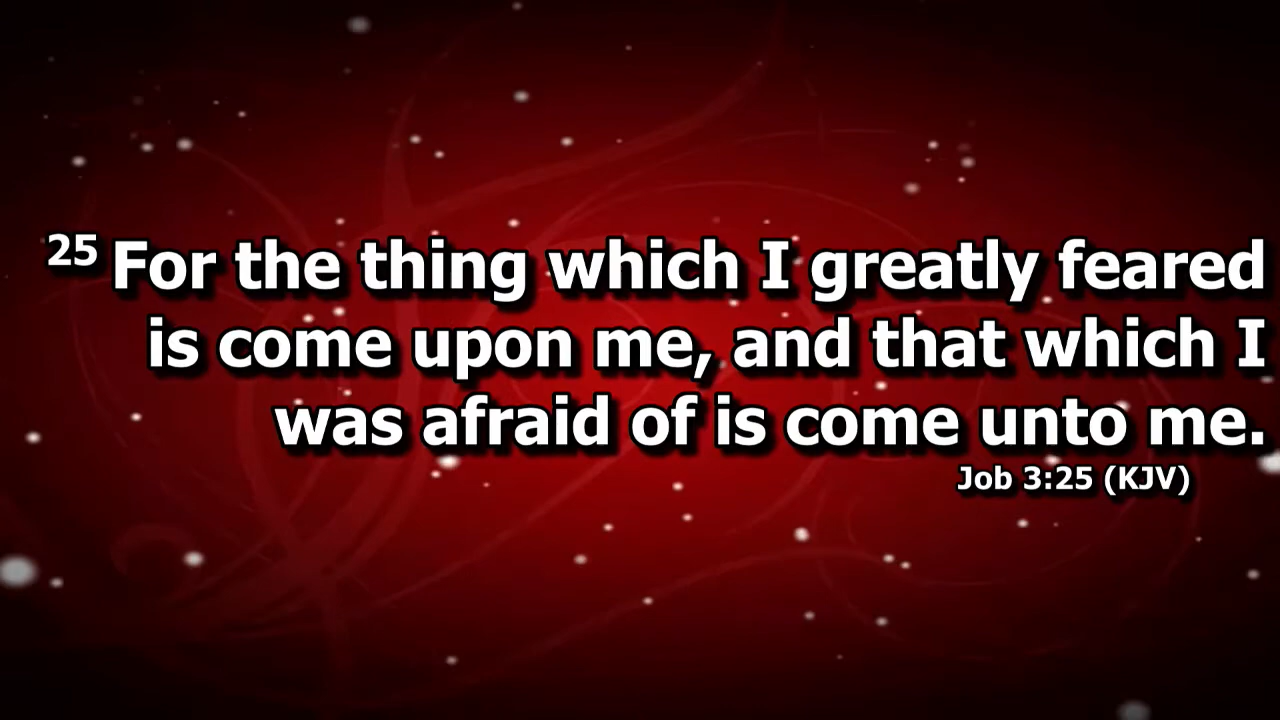 25 For the thing which I greatly feared
is come upon me, and that which I
was afraid of is come unto me.
Job 3:25 (KJV)